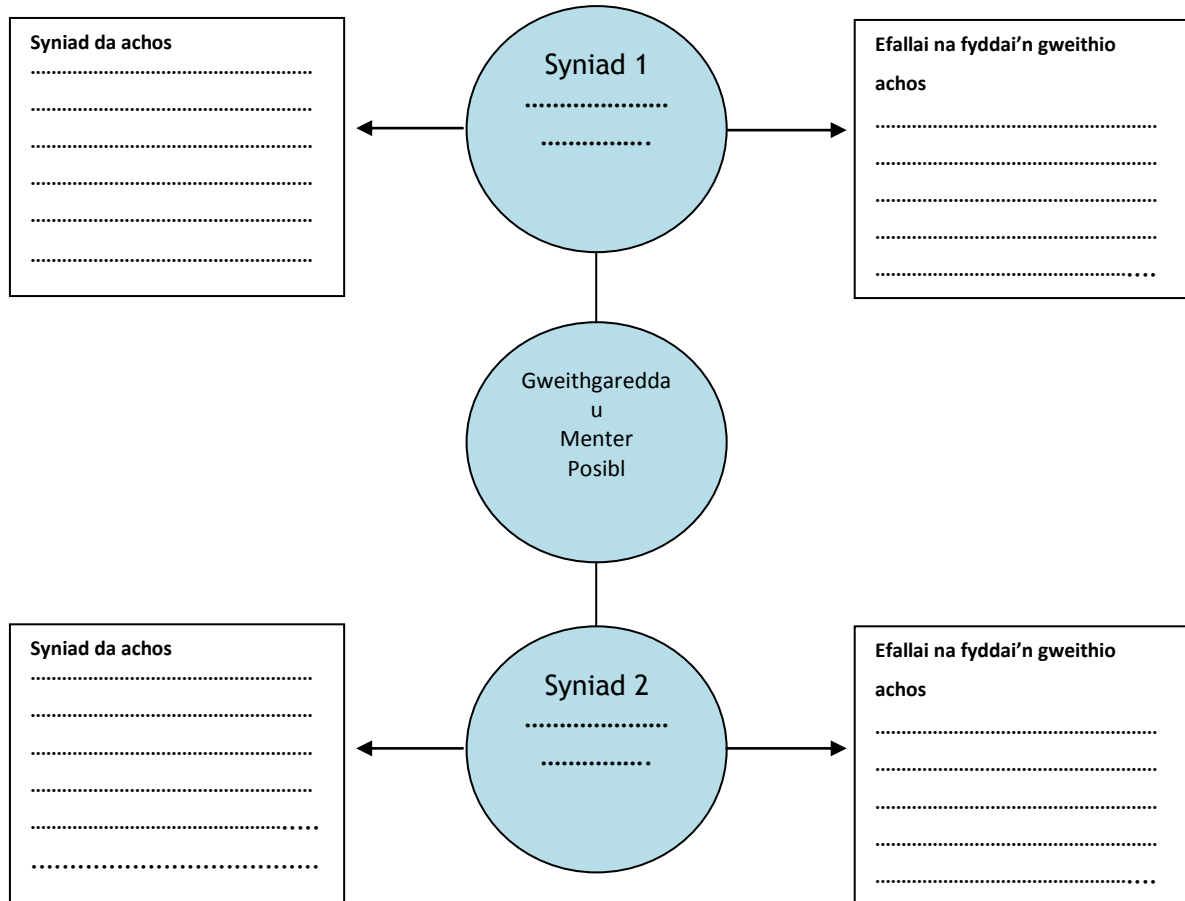 Syniad da achos
..........................................................
..........................................................
..........................................................
..........................................................
..........................................................
..........................................................
Syniad 1
......................
.................
Efallai na fyddai'n gweithio
achos
..........................................................
..........................................................
..........................................................
..........................................................
..........................................................
Gweithgaredda
u
Menter
Posibl
Syniad da achos
..........................................................
..........................................................
..........................................................
..........................................................
..........................................................
......................................
Syniad 2
......................
.................
Efallai na fyddai'n gweithio
achos
..........................................................
..........................................................
..........................................................
..........................................................
..........................................................